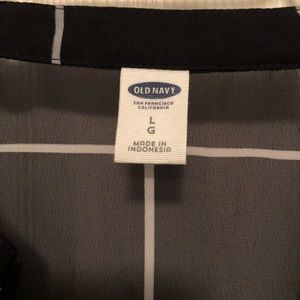 OLD NAVY
SAN FRANCISCO
CALIFORNIA
L
G
MADE IN
INDONESIA